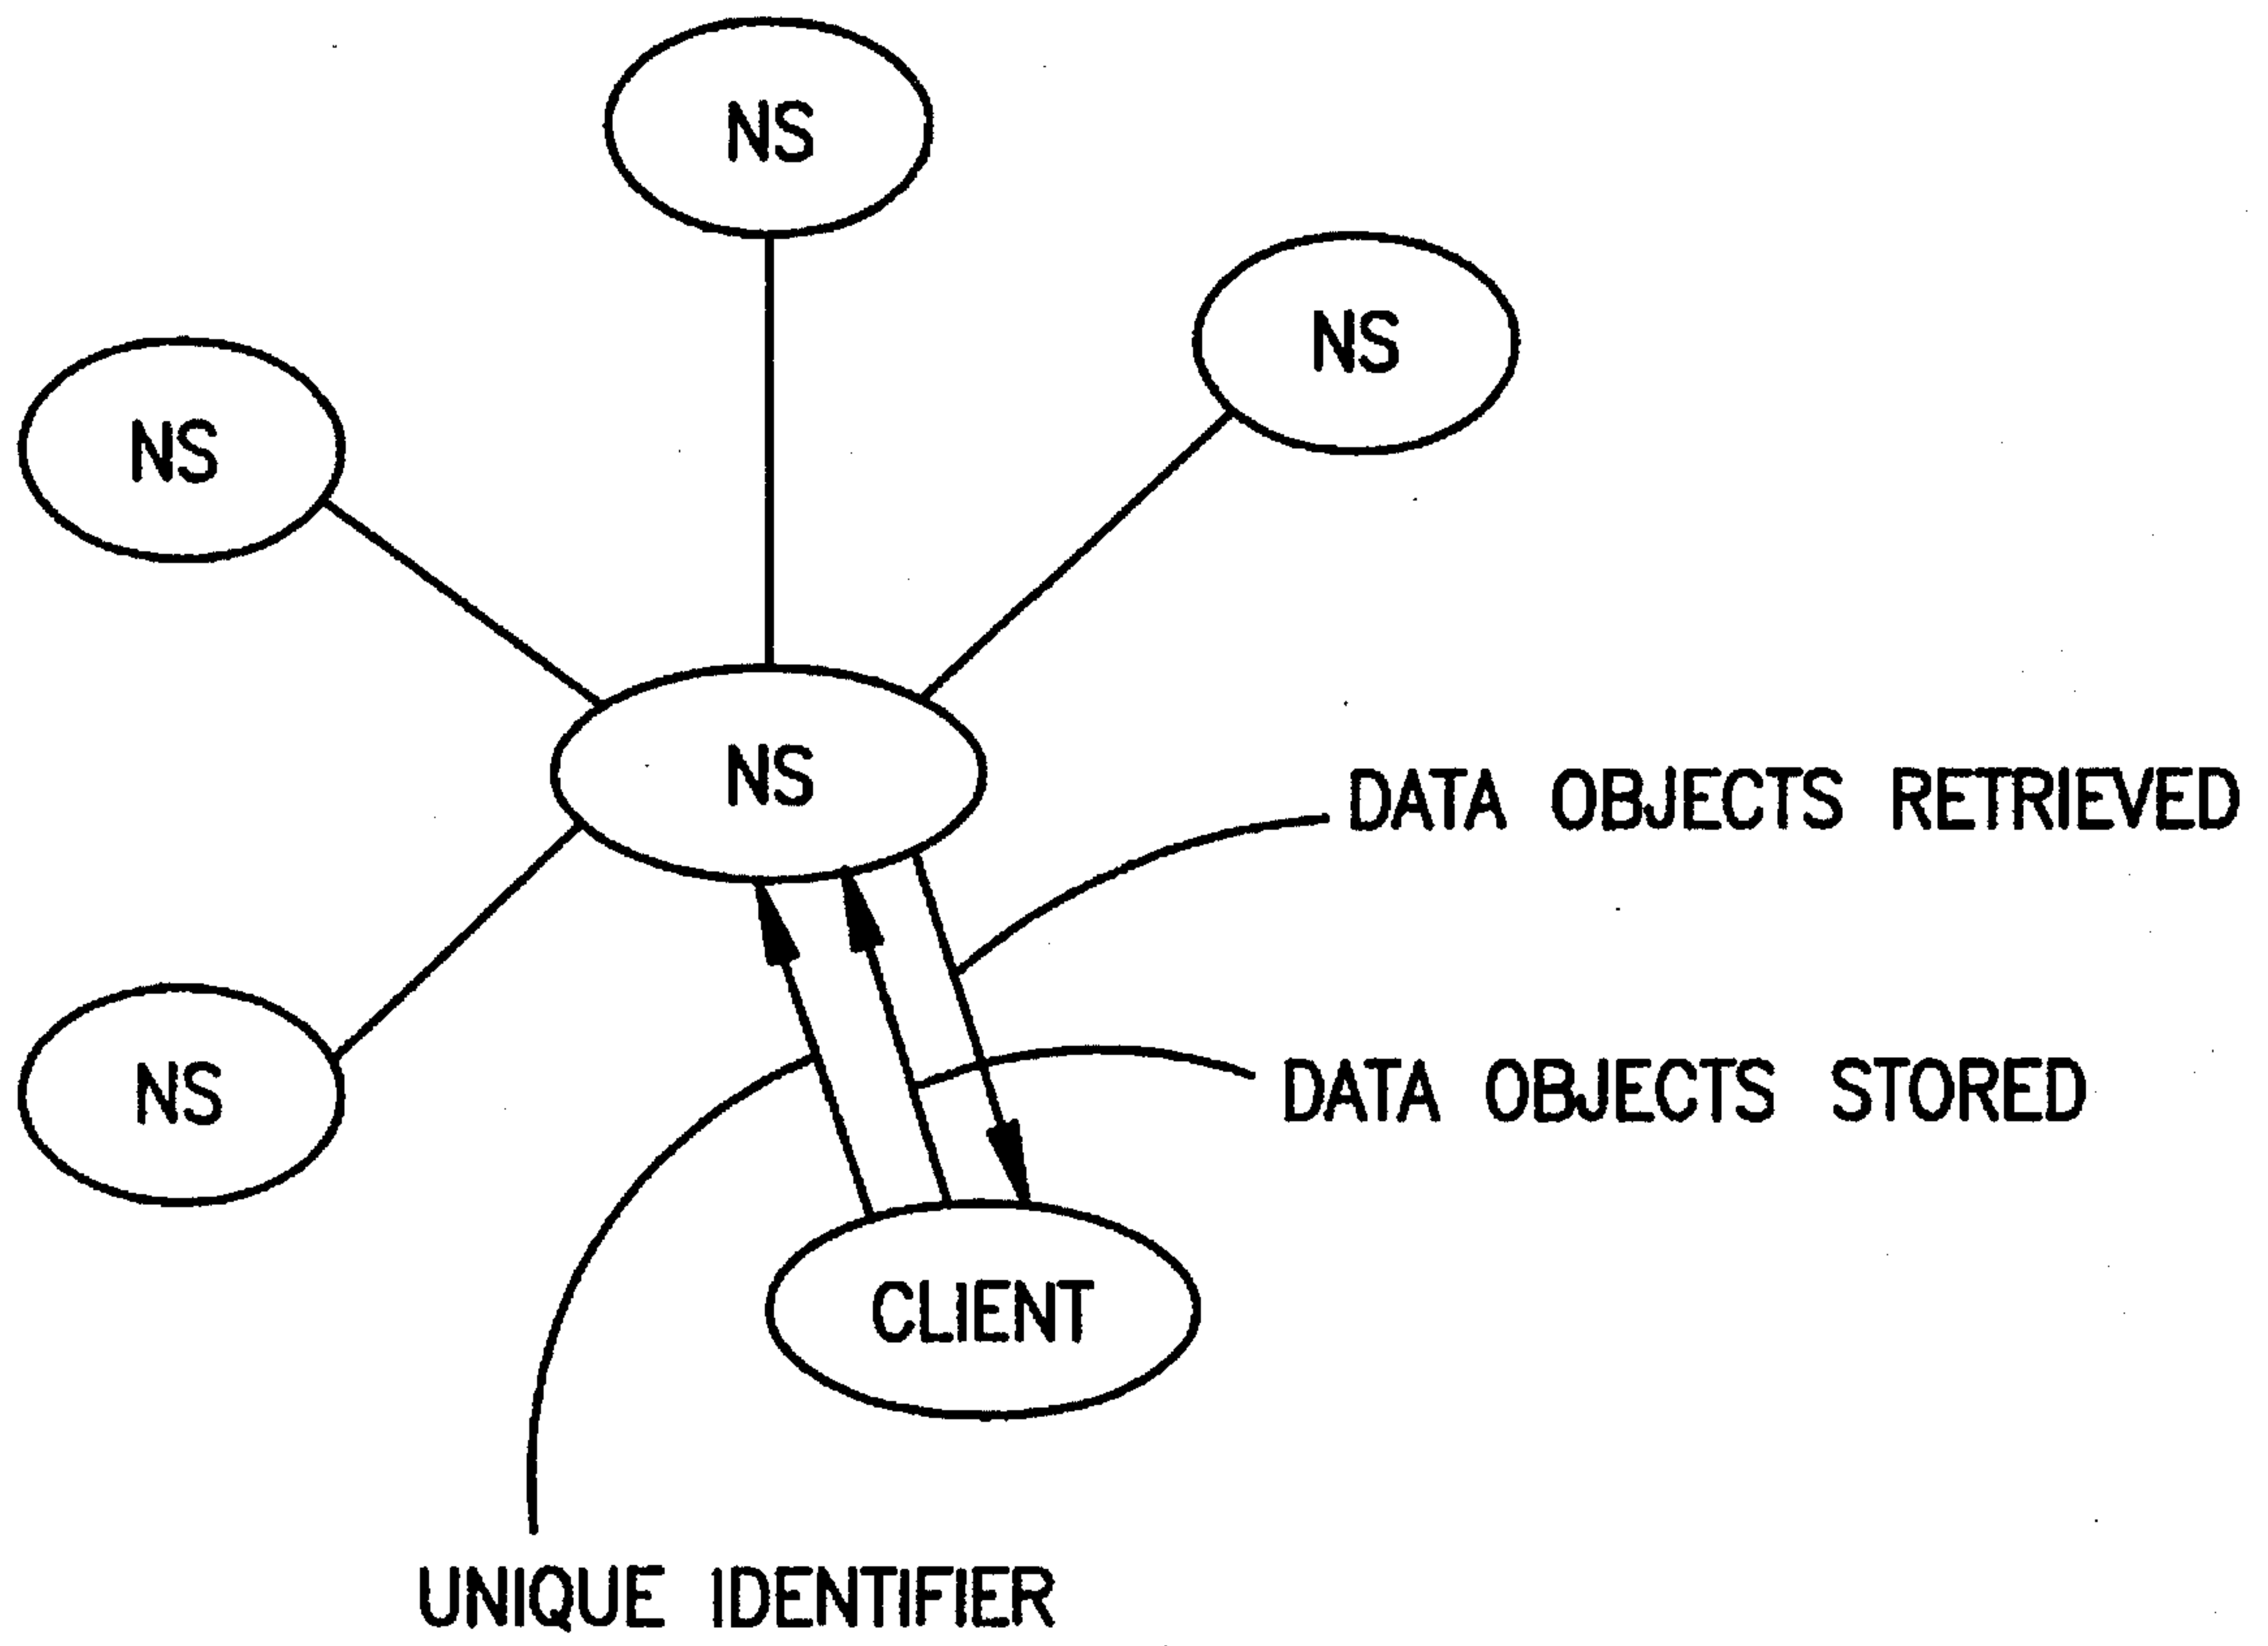 NS
NS
NS
NS
DATA OBJECTS RETRIEVED
NS
DATA OBJECTS STORED
CLIENT
UNIQUE IDENTIFIER